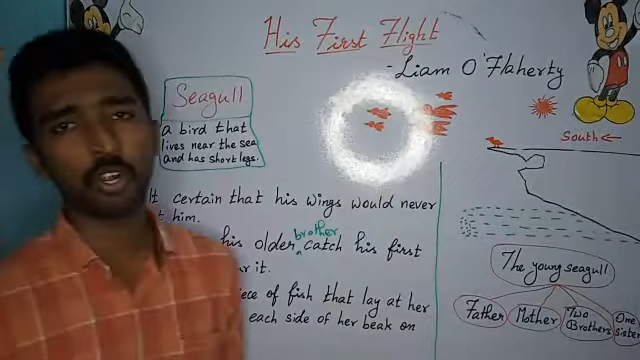 His First Flight
-Liam O'Flaherty
Seagull
a bird that
lives near the sea
and has short legs.
South←
certain that his wings would never
him.
his older brother catch his first
it.
of fish that lay at her
each side of her beak on
The young seagull
Father
Mother
Two
Brothers
One
sister